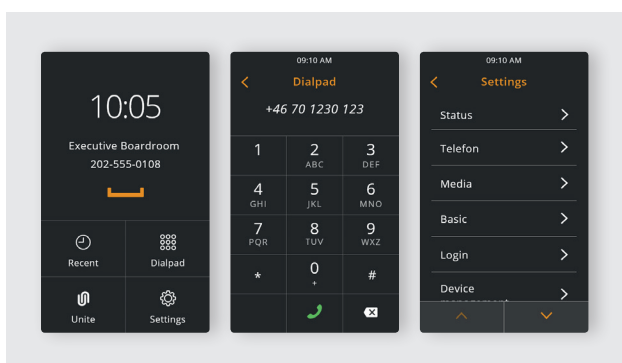 10:05
Executive Boardroom
202-555-0108
Recent
Dialpad
Unite
Settings
09:10 AM
Dialpad
+46 70 1230 123
1
2
ABC
3
DEF
4
GHI
5
JKL
6
MNO
7
PQR
8
TUV
9
WXZ
*
0
+
#
09:10 AM
Settings
Status
Telefon
Media
Basic
Login
Device
management